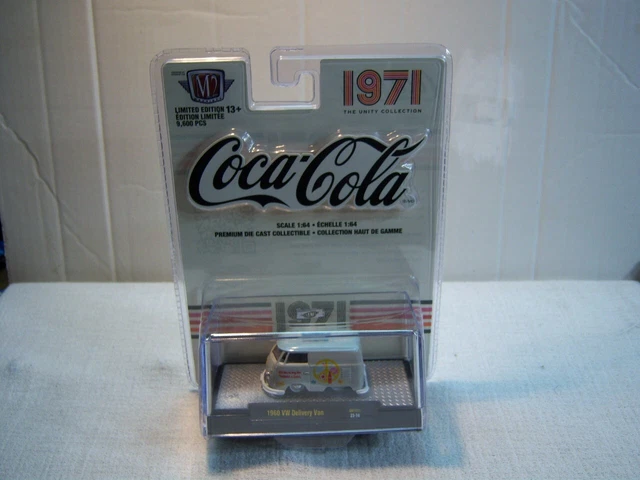 M2
1971
THE UNITY COLLECTION
LIMITED EDITION 13+
ÉDITION LIMITÉE
9,600 PCS
Coca-Cola
SCALE 1:64 • ÉCHELLE 1:64
PREMIUM DIE CAST COLLECTIBLE • COLLECTION HAUT DE GAMME
1971
1960 VW Delivery Van